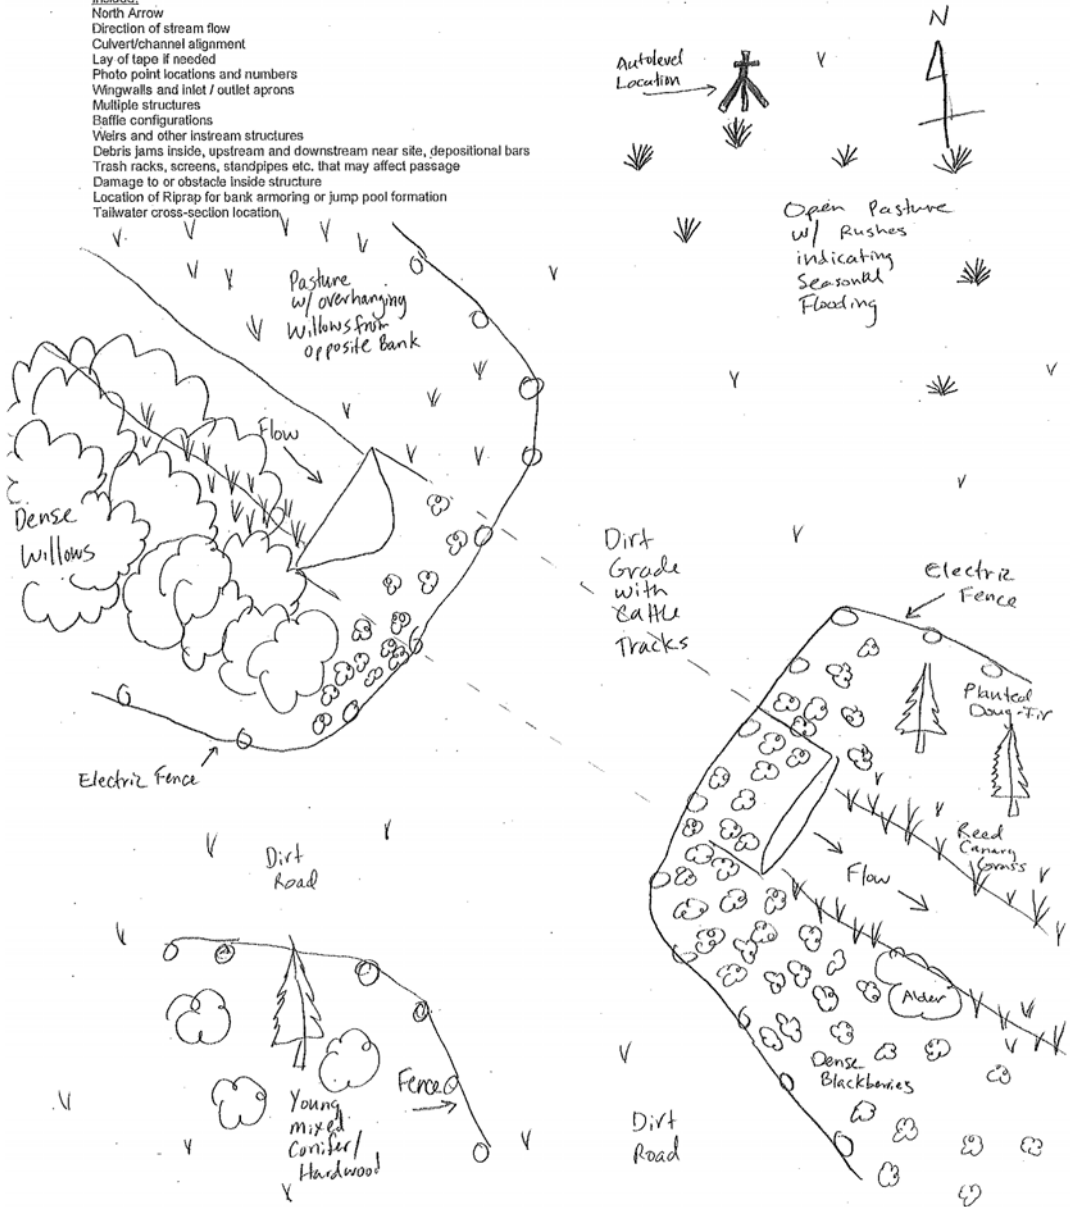 Included:
North Arrow
Direction of stream flow
Culvert/channel alignment
Lay of tape if needed
Photo point locations and numbers
Wingwalls and inlet / outlet aprons
Multiple structures
Baffle configurations
Weirs and other instream structures
Debris jams inside, upstream and downstream near site, depositional bars
Trash racks, screens, standpipes etc. that may affect passage
Damage to or obstacle inside structure
Location of Riprap for bank armoring or jump pool formation
Tailwater cross-section location
N
Autolevel
Location
Open Pasture
w/ Rushes
indicating
Seasonal
Flooding
Pasture
w/ overhanging
Willows from
opposite Bank
Flow
Dense
Willows
Dirt
Grade
with
Cattle
Tracks
Electric
Fence
Planted
Doug-Fir
Electric Fence
Reed
Canary
Grass
Flow
Dirt
Road
Alder
Dense
Blackberries
Fence
Young
mixed
Conifer/
Hardwood
Dirt
Road